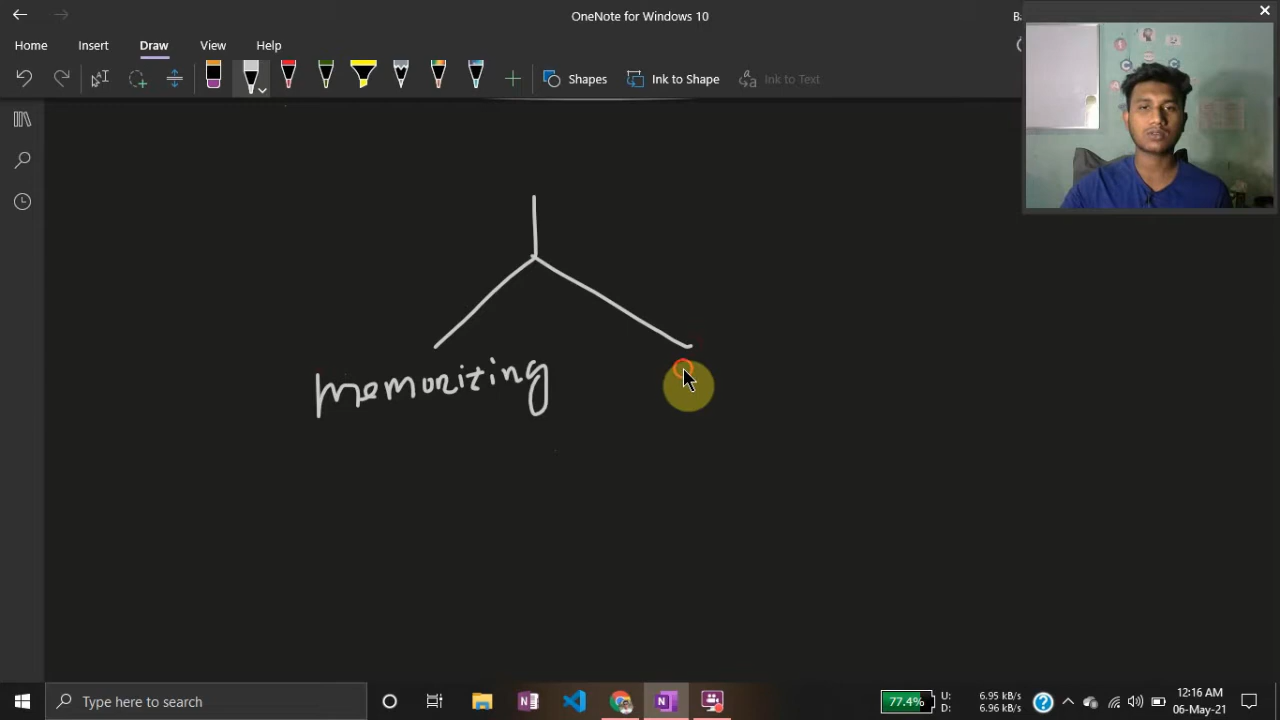 OneNote for Windows 10
Home Insert Draw View Help
Shapes Ink to Shape Ink to Text
memorizing
Type here to search
77.4% U: 6.95 kB/s
D: 6.96 kB/s
12:16 AM
06-May-21